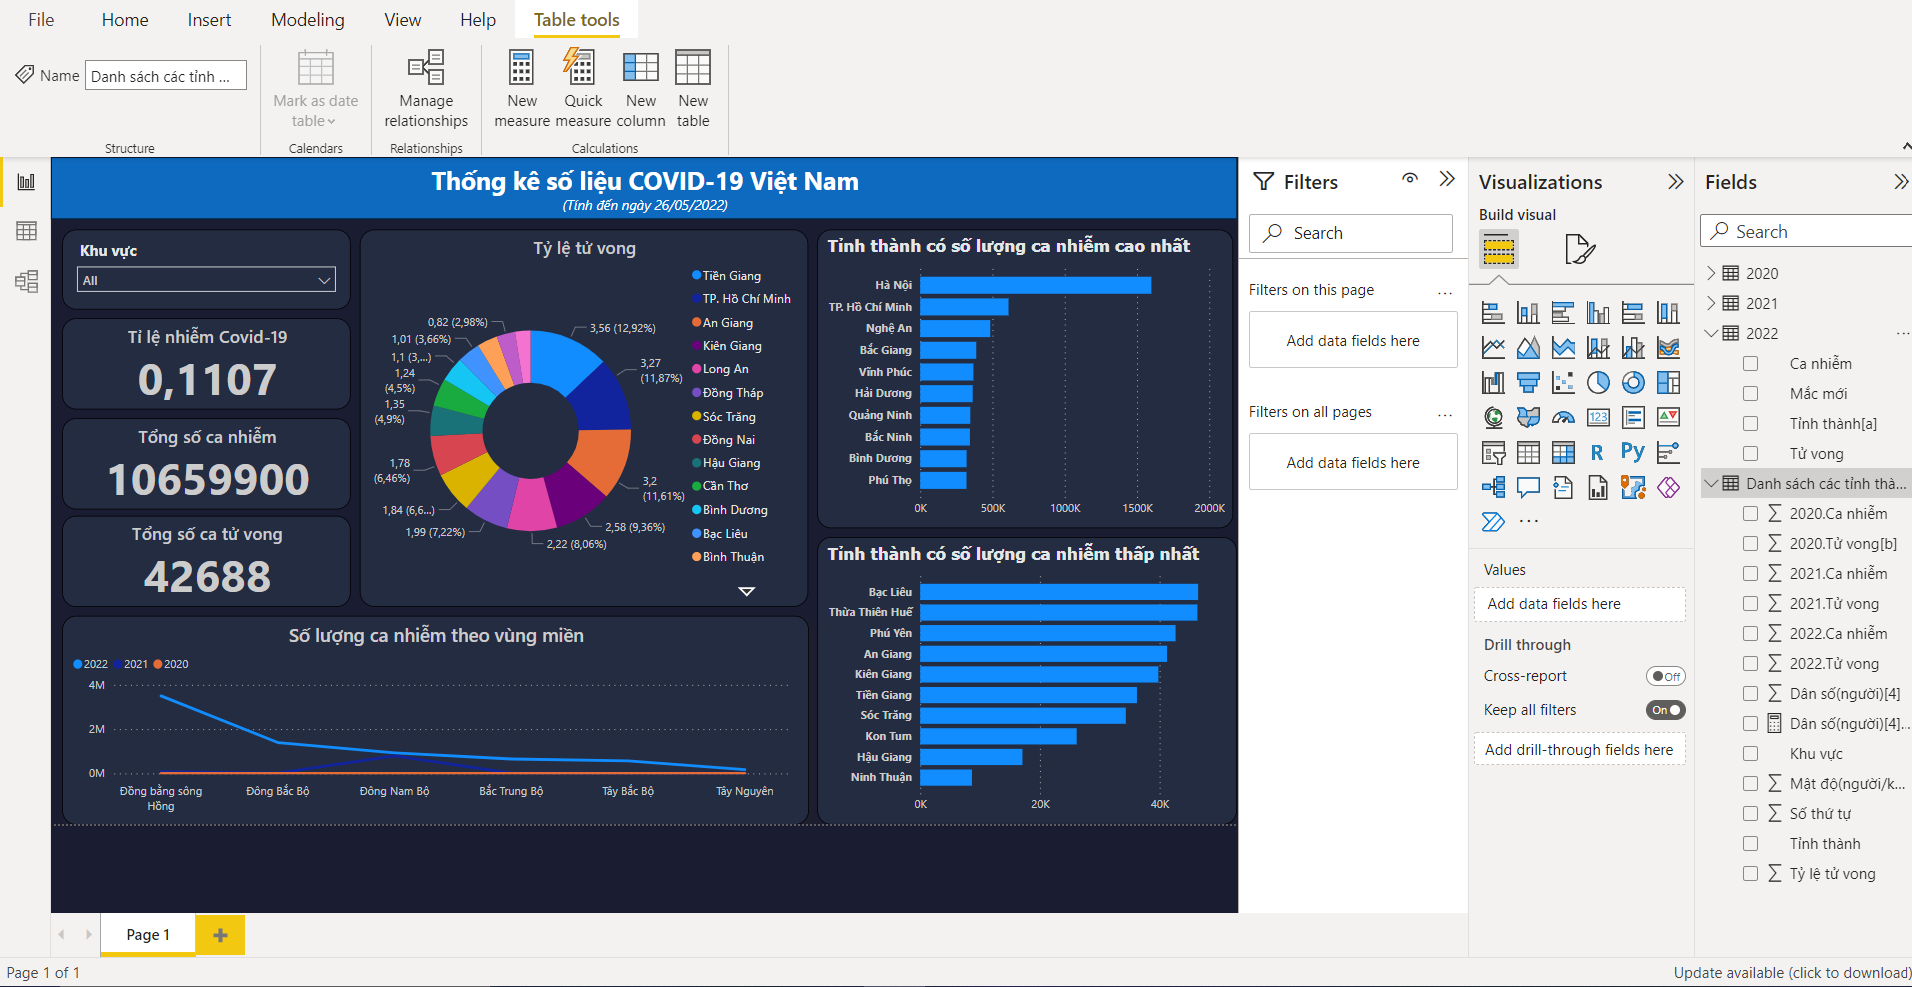 File
Home
Insert
Modeling
View
Help
Table tools
Name
Danh sách các tỉnh ...
Structure
Mark as date
table
Calendars
Manage
relationships
Relationships
New
measure
Quick
measure
New
column
New
table
Calculations
Thống kê số liệu COVID-19 Việt Nam
(Tính đến ngày 26/05/2022)
Khu vực
All
Tỉ lệ nhiễm Covid-19
0,1107
Tổng số ca nhiễm
10659900
Tổng số ca tử vong
42688
Tỷ lệ tử vong
0,82 (2,98%)
1,01 (3,66%)
1,1 (3,...)
1,24
(4,5%)
1,35
(4,9%)
1,78
(6,46%)
1,84 (6,6...)
1,99 (7,22%)
2,22 (8,06%)
2,58 (9,36%)
3,2
(11,61%)
3,27
(11,87%)
3,56 (12,92%)
Tiền Giang
TP. Hồ Chí Minh
An Giang
Kiên Giang
Long An
Đồng Tháp
Sóc Trăng
Đồng Nai
Hậu Giang
Cần Thơ
Bình Dương
Bạc Liêu
Bình Thuận
Số lượng ca nhiễm theo vùng miền
2022 2021 2020
4M
2M
0M
Đồng bằng sông
Hồng
Đông Bắc Bộ
Đông Nam Bộ
Bắc Trung Bộ
Tây Bắc Bộ
Tây Nguyên
Tỉnh thành có số lượng ca nhiễm cao nhất
Hà Nội
TP. Hồ Chí Minh
Nghệ An
Bắc Giang
Vĩnh Phúc
Hải Dương
Quảng Ninh
Bắc Ninh
Bình Dương
Phú Thọ
0K 500K 1000K 1500K 2000K
Tỉnh thành có số lượng ca nhiễm thấp nhất
Bạc Liêu
Thừa Thiên Huế
Phú Yên
An Giang
Kiên Giang
Tiền Giang
Sóc Trăng
Kon Tum
Hậu Giang
Ninh Thuận
0K 20K 40K
Filters
Search
Filters on this page
...
Add data fields here
Filters on all pages
...
Add data fields here
Visualizations
Build visual
123
R
Py
...
Values
Add data fields here
Drill through
Cross-report
Off
Keep all filters
On
Add drill-through fields here
Fields
Search
2020
2021
2022
...
Ca nhiễm
Mắc mới
Tỉnh thành[a]
Tử vong
Danh sách các tỉnh thà...
2020.Ca nhiễm
2020.Tử vong[b]
2021.Ca nhiễm
2021.Tử vong
2022.Ca nhiễm
2022.Tử vong
Dân số(người)[4]
Dân số(người)[4]...
Khu vực
Mật độ(người/k...
Số thứ tự
Tỉnh thành
Tỷ lệ tử vong
Page 1
Page 1 of 1
Update available (click to download)